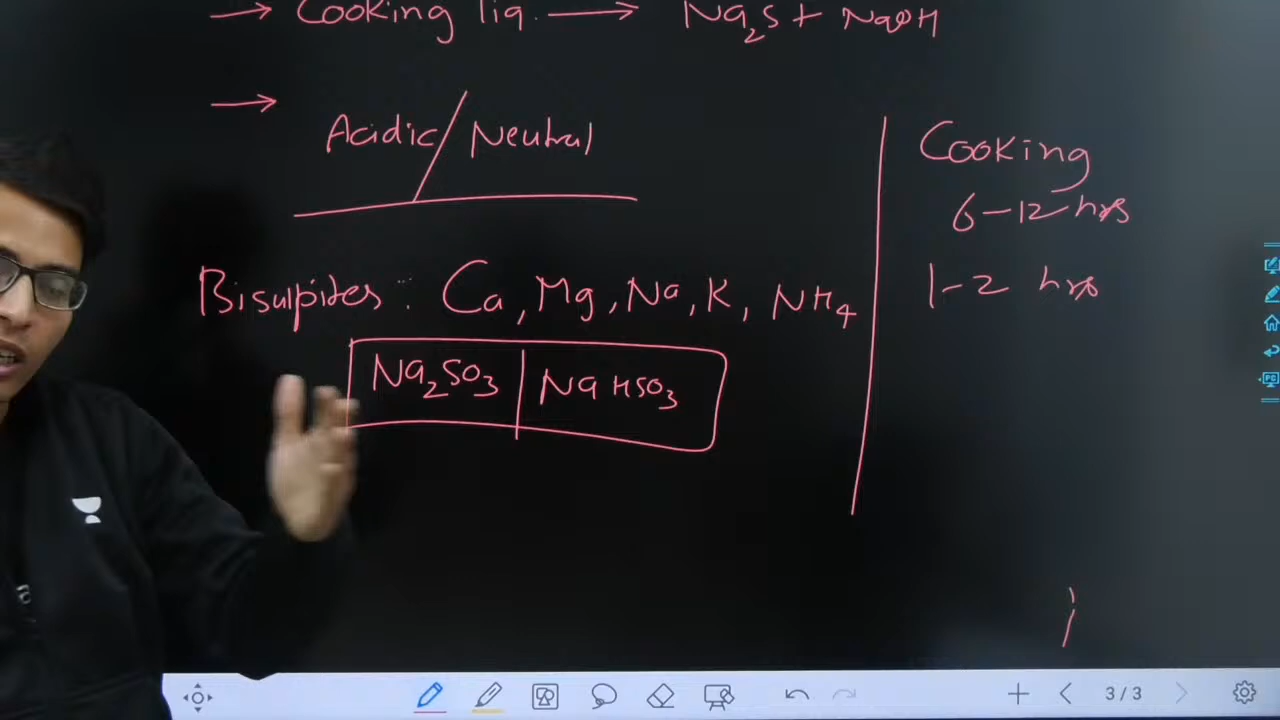 → Cooking liq. → Na₂S + NaOH
→ Acidic/Neutral
Bisulpites: Ca, Mg, Na, K, NH₄
Na₂SO₃ | NaHSO₃
Cooking
6-12 hrs
1-2 hrs
3/3